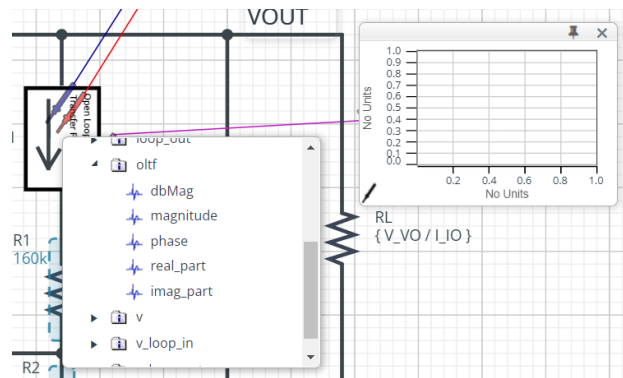 VOUT
Open Loop
Transfer F
loop_out
oltf
dbMag
magnitude
phase
real_part
imag_part
v
v_loop_in
R1
160k
R2
RL
{ V_VO / I_IO }
No Units
1.0
0.9
0.8
0.7
0.6
0.5
0.4
0.3
0.2
0.1
0.0
0.2
0.4
0.6
0.8
1.0
No Units